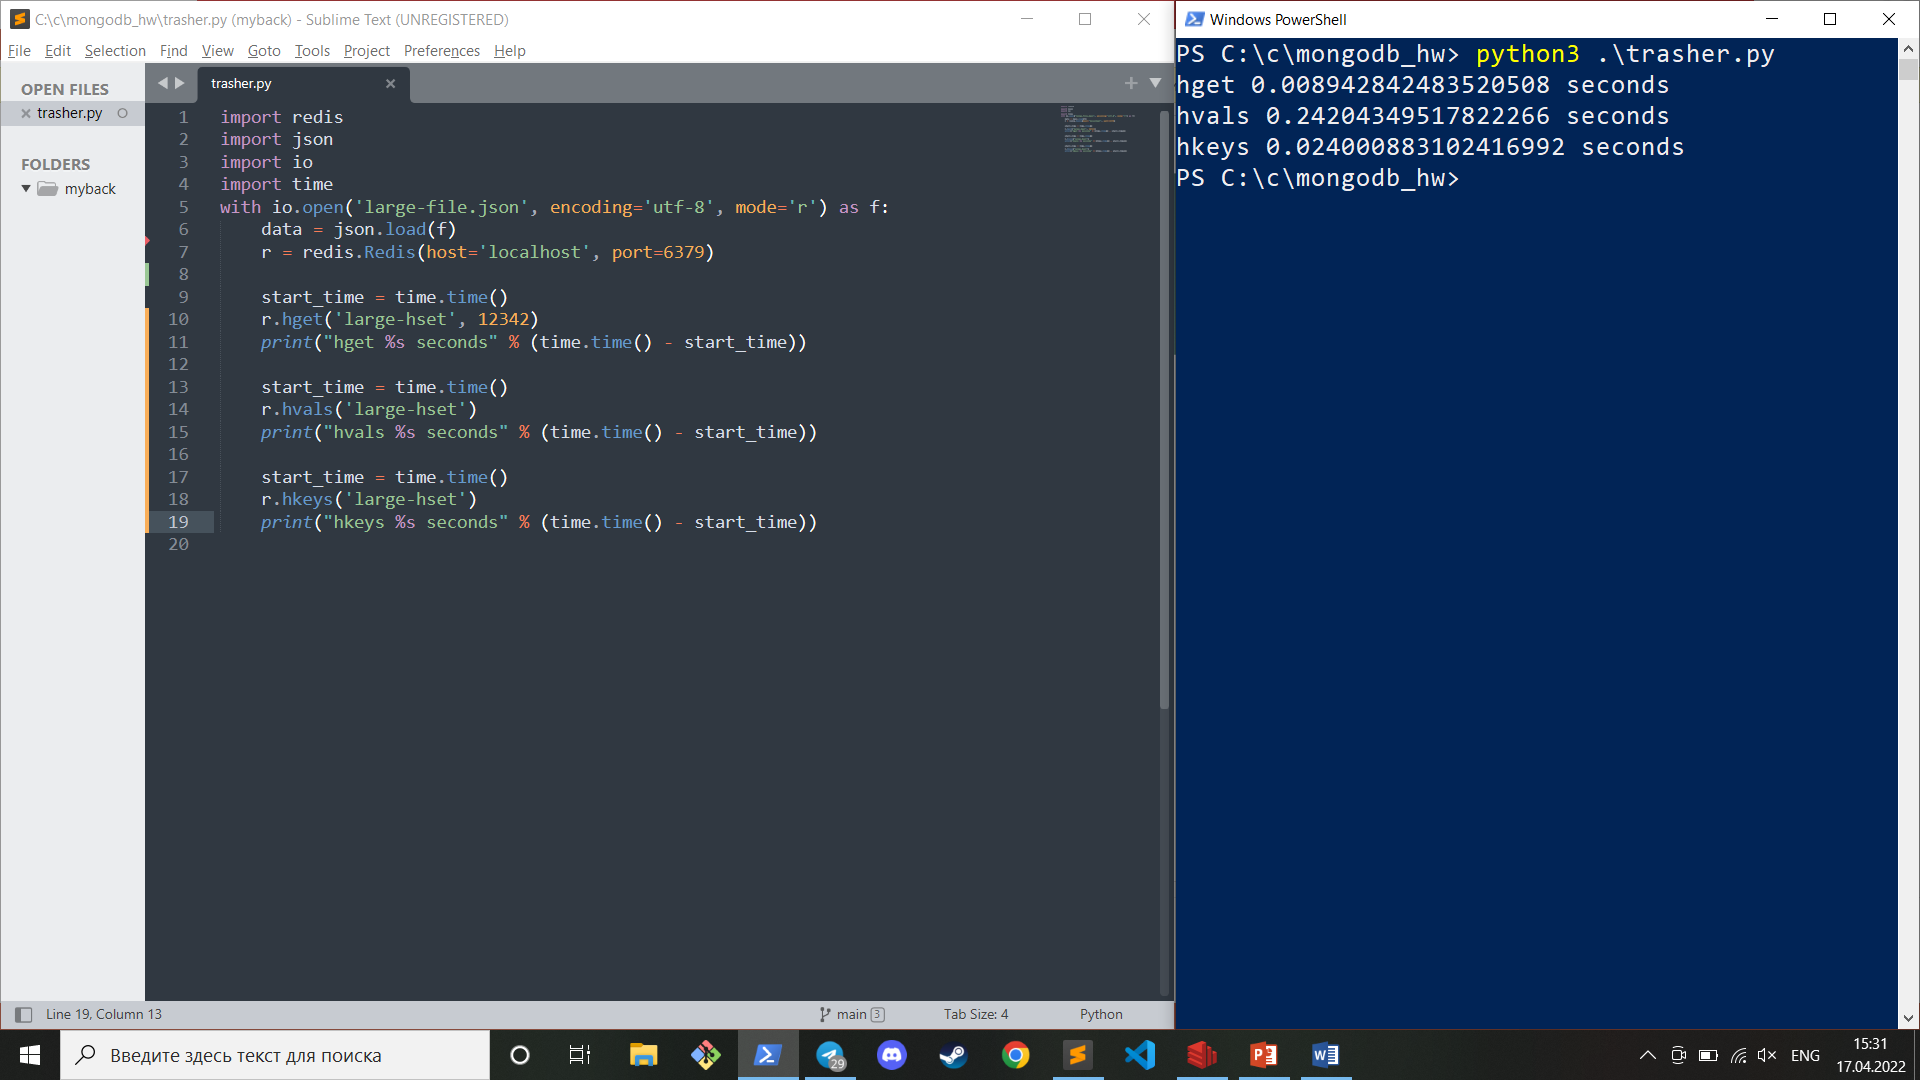 C:\c\mongodb_hw\trasher.py (myback) - Sublime Text (UNREGISTERED)
File Edit Selection Find View Goto Tools Project Preferences Help
OPEN FILES
trasher.py
FOLDERS
myback
trasher.py
1 import redis
2 import json
3 import io
4 import time
5 with io.open('large-file.json', encoding='utf-8', mode='r') as f:
6     data = json.load(f)
7     r = redis.Redis(host='localhost', port=6379)
8
9     start_time = time.time()
10     r.hget('large-hset', 12342)
11     print("hget %s seconds" % (time.time() - start_time))
12
13     start_time = time.time()
14     r.hvals('large-hset')
15     print("hvals %s seconds" % (time.time() - start_time))
16
17     start_time = time.time()
18     r.hkeys('large-hset')
19     print("hkeys %s seconds" % (time.time() - start_time))
20
Line 19, Column 13
main 3
Tab Size: 4
Python
Windows PowerShell
PS C:\c\mongodb_hw> python3 .\trasher.py
hget 0.008942842483520508 seconds
hvals 0.24204349517822266 seconds
hkeys 0.024000883102416992 seconds
PS C:\c\mongodb_hw>
Введите здесь текст для поиска
29
ENG
15:31
17.04.2022